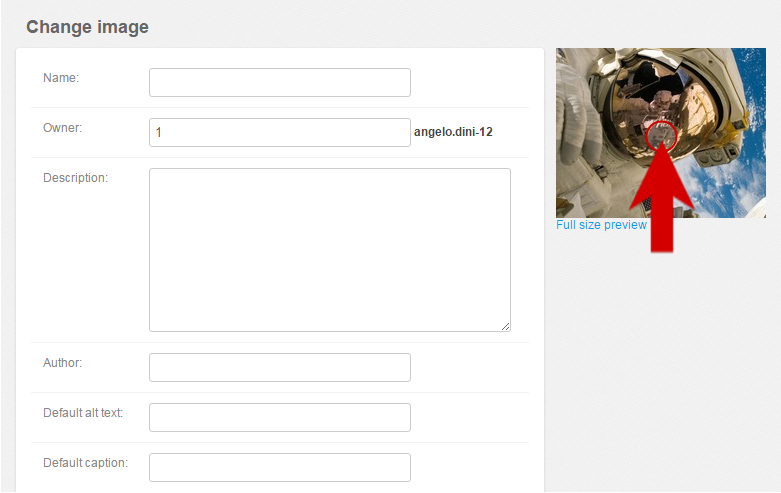 Change image
Name:
Owner: 1 angelo.dini-12
Description:
Author:
Default alt text:
Default caption:
Full size preview